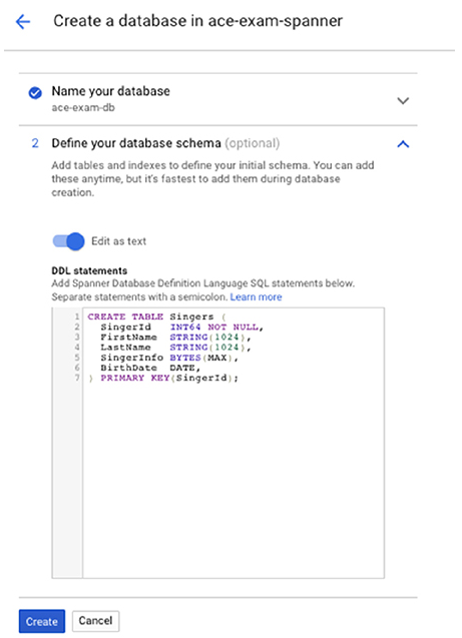 Create a database in ace-exam-spanner
Name your database
ace-exam-db
2 Define your database schema (optional)
Add tables and indexes to define your initial schema. You can add
these anytime, but it's fastest to add them during database
creation.
Edit as text
DDL statements
Add Spanner Database Definition Language SQL statements below.
Separate statements with a semicolon. Learn more
1 CREATE TABLE Singers (
2 SingerId INT64 NOT NULL,
3 FirstName STRING(1024),
4 LastName STRING(1024),
5 SingerInfo BYTES(MAX),
6 BirthDate DATE,
7 ) PRIMARY KEY(SingerId);
Create Cancel